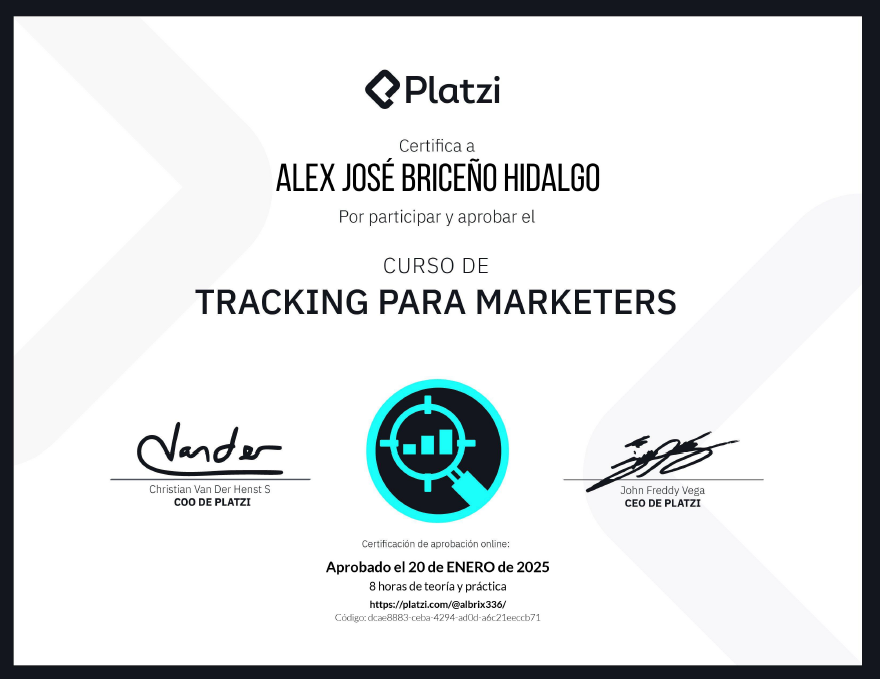 Platzi
Certifica a
ALEX JOSÉ BRICEÑO HIDALGO
Por participar y aprobar el
CURSO DE
TRACKING PARA MARKETERS
Vander
Christian Van Der Henst S
COO DE PLATZI
John Freddy Vega
CEO DE PLATZI
Certificación de aprobación online:
Aprobado el 20 de ENERO de 2025
8 horas de teoría y práctica
https://platzi.com/@albrix336/
Código: dcae8883-ceba-4294-ad0d-a6c21eeccb71